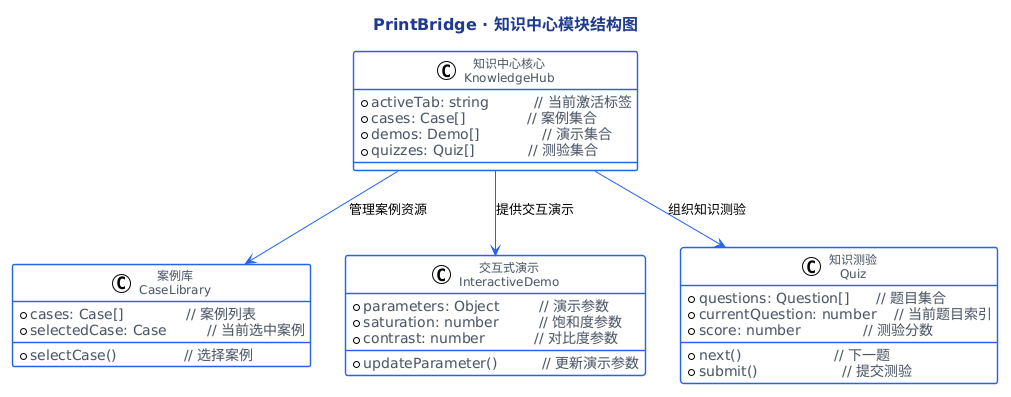 PrintBridge · 知识中心模块结构图
C
知识中心核心
KnowledgeHub
activeTab: string // 当前激活标签
cases: Case[] // 案例集合
demos: Demo[] // 演示集合
quizzes: Quiz[] // 测验集合
管理案例资源
提供交互演示
组织知识测验
C
案例库
CaseLibrary
cases: Case[] // 案例列表
selectedCase: Case // 当前选中案例
selectCase() // 选择案例
C
交互式演示
InteractiveDemo
parameters: Object // 演示参数
saturation: number // 饱和度参数
contrast: number // 对比度参数
updateParameter() // 更新演示参数
C
知识测验
Quiz
questions: Question[] // 题目集合
currentQuestion: number // 当前题目索引
score: number // 测验分数
next() // 下一题
submit() // 提交测验